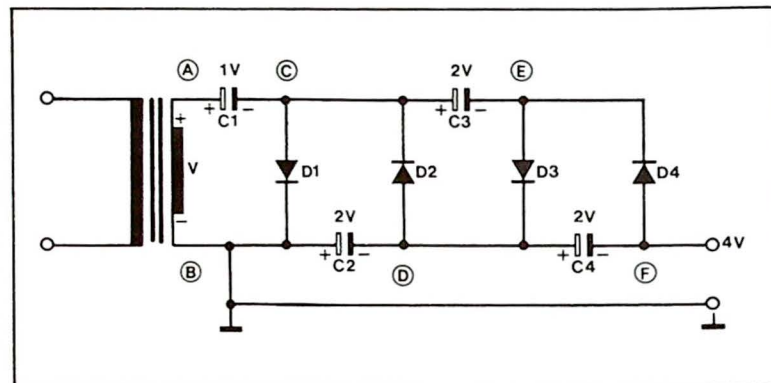 Ⓐ 1V Ⓒ 2V Ⓔ
+ - + -
C1 C3
+
V D1 D2 D3 D4
-
2V 2V
+ - + - 4V
Ⓑ C2 Ⓓ C4 Ⓕ